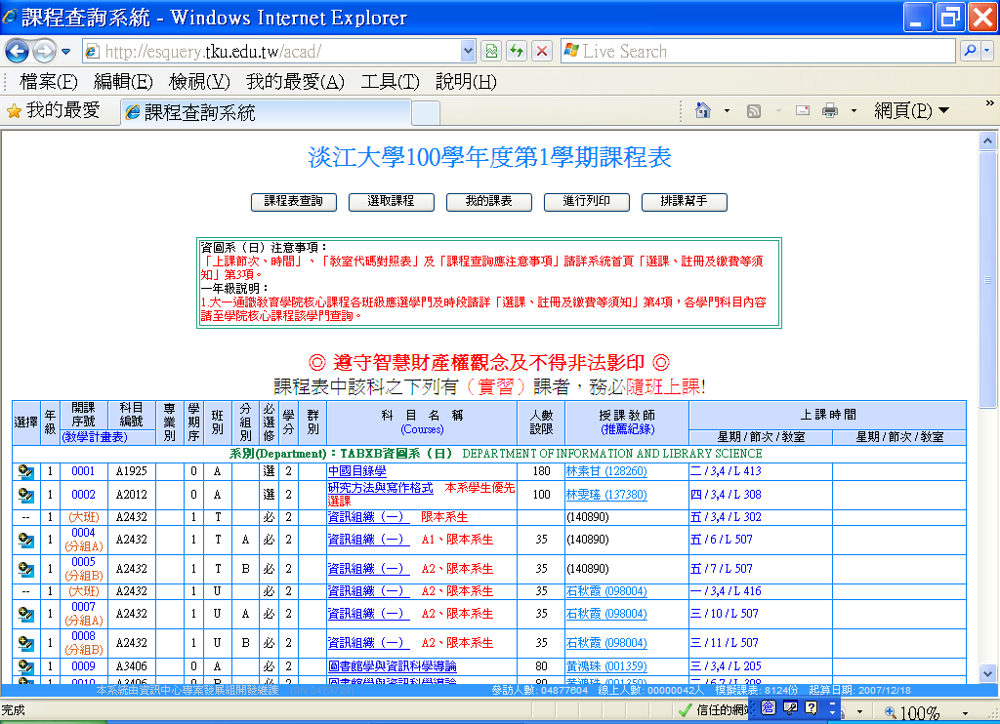 課程查詢系統 - Windows Internet Explorer
http://esquery.tku.edu.tw/acad/
Live Search
檔案(F) 編輯(E) 檢視(V) 我的最愛(A) 工具(T) 說明(H)
我的最愛 課程查詢系統 網頁(P)
淡江大學100學年度第1學期課程表
課程表查詢 選取課程 我的課表 進行列印 排課幫手
資圖系（日）注意事項：
「上課節次、時間」、「教室代碼對照表」及「課程查詢應注意事項」請詳系統首頁「選課、註冊及繳費等須
知」第3項。
一年級說明：
1.大一通識教育學院核心課程各班級應選學門及時段請詳「選課、註冊及繳費等須知」第4項，各學門科目內容
請至學院核心課程該學門查詢。
◎ 遵守智慧財產權觀念及不得非法影印 ◎
課程表中該科之下列有（實習）課者，務必隨班上課!
選擇 年級 開課序號 (教學計畫表) 科目編號 專業別 學期序 班別 分組別 必選修 學分 群別 科 目 名 稱 (Courses) 人數設限 授 課 教 師 (推薦紀錄) 上 課 時 間
星期 / 節次 / 教室 星期 / 節次 / 教室
系別(Department)：TABXB資圖系（日） DEPARTMENT OF INFORMATION AND LIBRARY SCIENCE
1 0001 A1925 0 A 選 2 中國目錄學 180 林素甘 (128260) 二 / 3,4 / L 413
1 0002 A2012 0 A 選 2 研究方法與寫作格式 本系學生優先選課 100 林雯瑤 (137380) 四 / 3,4 / L 308
-- 1 (大班) A2432 1 T 必 2 資訊組織（一） 限本系生 (140890) 五 / 3,4 / L 302
1 0004 (分組A) A2432 1 T A 必 2 資訊組織（一） A1、限本系生 35 (140890) 五 / 6 / L 507
1 0005 (分組B) A2432 1 T B 必 2 資訊組織（一） A2、限本系生 35 (140890) 五 / 7 / L 507
-- 1 (大班) A2432 1 U 必 2 資訊組織（一） A2、限本系生 35 石秋霞 (098004) 一 / 3,4 / L 416
1 0007 (分組A) A2432 1 U A 必 2 資訊組織（一） A2、限本系生 35 石秋霞 (098004) 三 / 10 / L 507
1 0008 (分組B) A2432 1 U B 必 2 資訊組織（一） A2、限本系生 35 石秋霞 (098004) 三 / 11 / L 507
1 0009 A3406 0 A 必 2 圖書館學與資訊科學導論 80 黃鴻珠 (001359) 三 / 3,4 / L 205
1 0010 A3406 0 B 必 2 圖書館學與資訊科學導論 80 黃鴻珠 (001359)
本系統由資訊中心專案發展組開發維護 參訪人數: 04877604 線上人數: 00000042人 模擬課表: 8124份 起算日期: 2007/12/18
完成 信任的網 100%